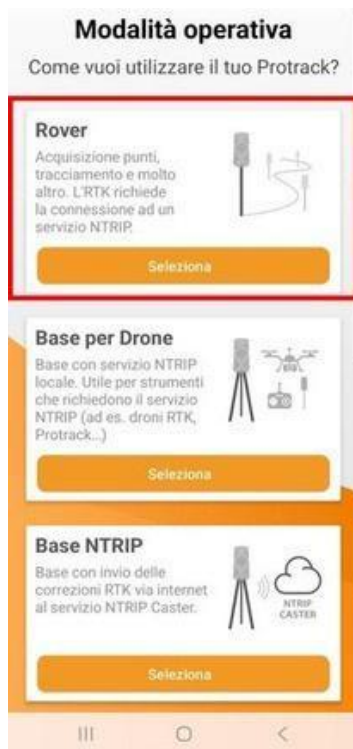 Modalità operativa
Come vuoi utilizzare il tuo Protrack?
Rover
Acquisizione punti,
tracciamento e molto
altro. L'RTK richiede
la connessione ad un
servizio NTRIP.
Seleziona
Base per Drone
Base con servizio NTRIP
locale. Utile per strumenti
che richiedono il servizio
NTRIP (ad es. droni RTK,
Protrack...)
Seleziona
Base NTRIP
Base con invio delle
correzioni RTK via internet
al servizio NTRIP Caster.
NTRIP
CASTER
Seleziona